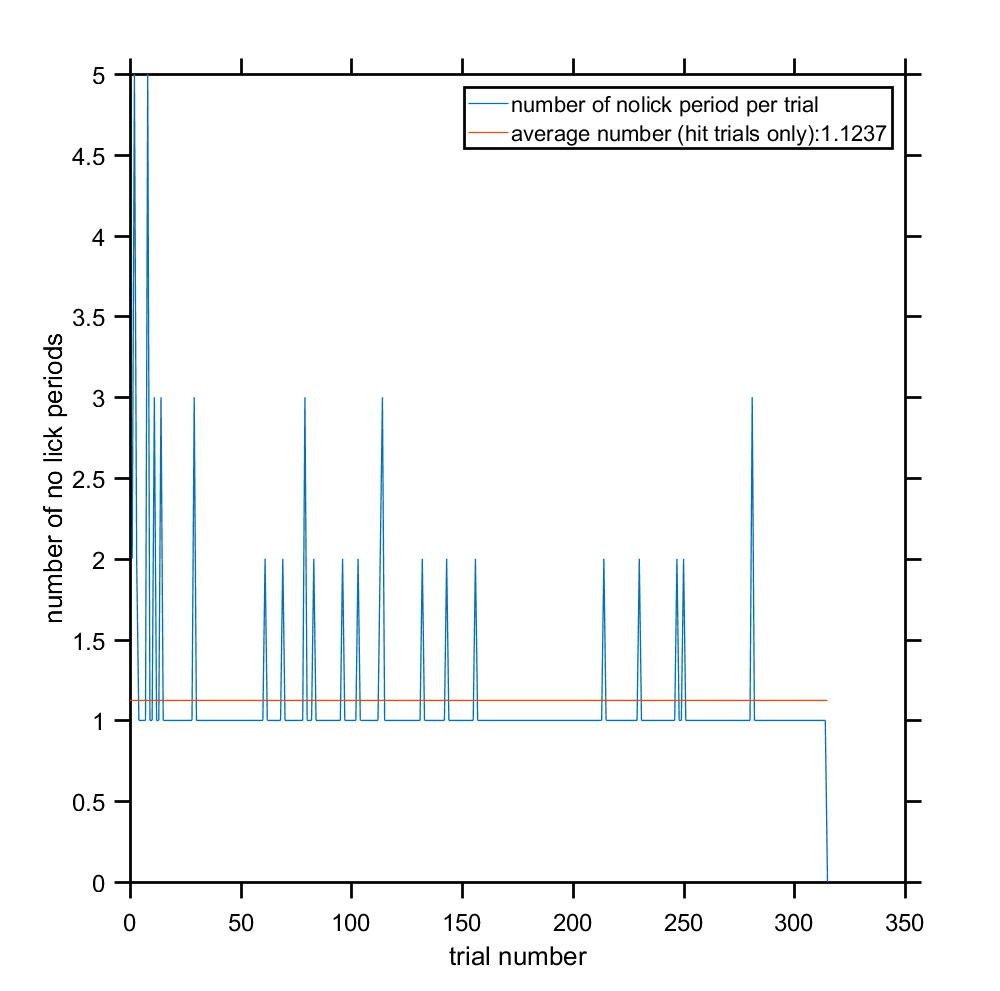 5
number of nolick period per trial
average number (hit trials only):1.1237
4.5
4
3.5
3
2.5
2
1.5
1
0.5
0
number of no lick periods
0 50 100 150 200 250 300 350
trial number